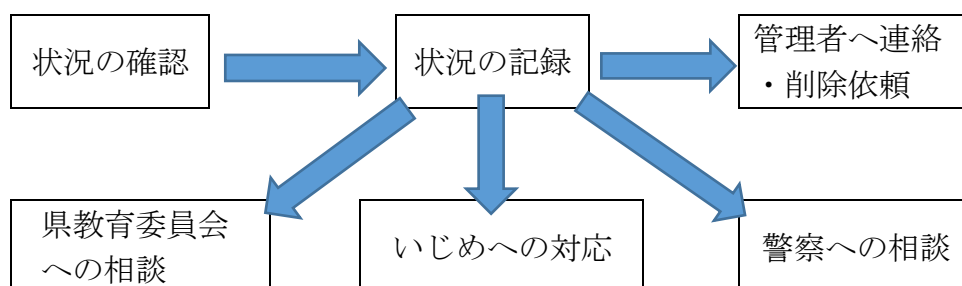 状況の確認
状況の記録
管理者へ連絡
・削除依頼
県教育委員会
への相談
いじめへの対応
警察への相談